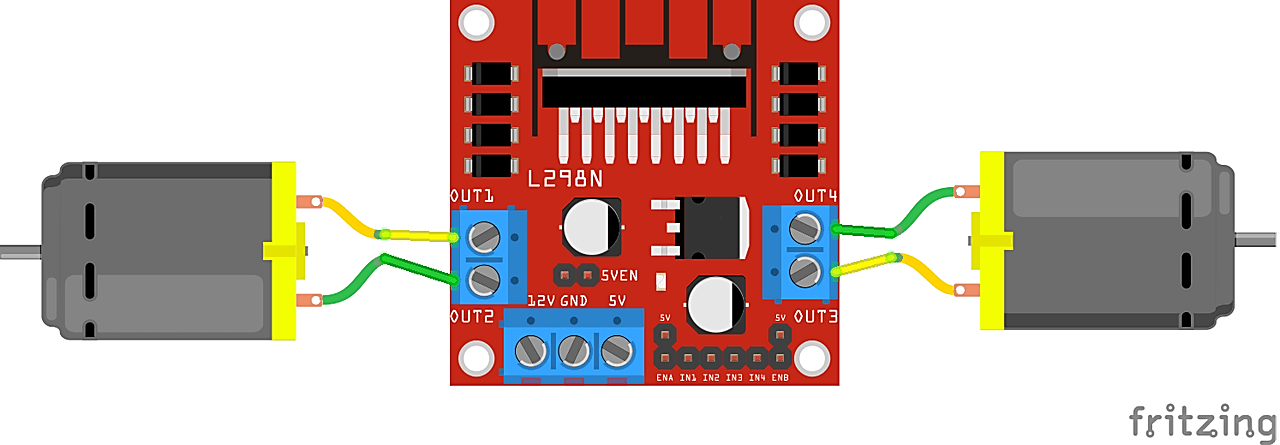 L298N
OUT1
OUT4
5VEN
12V GND 5V
OUT2
OUT3
5V
5V
ENA IN1 IN2 IN3 IN4 ENB
fritzing